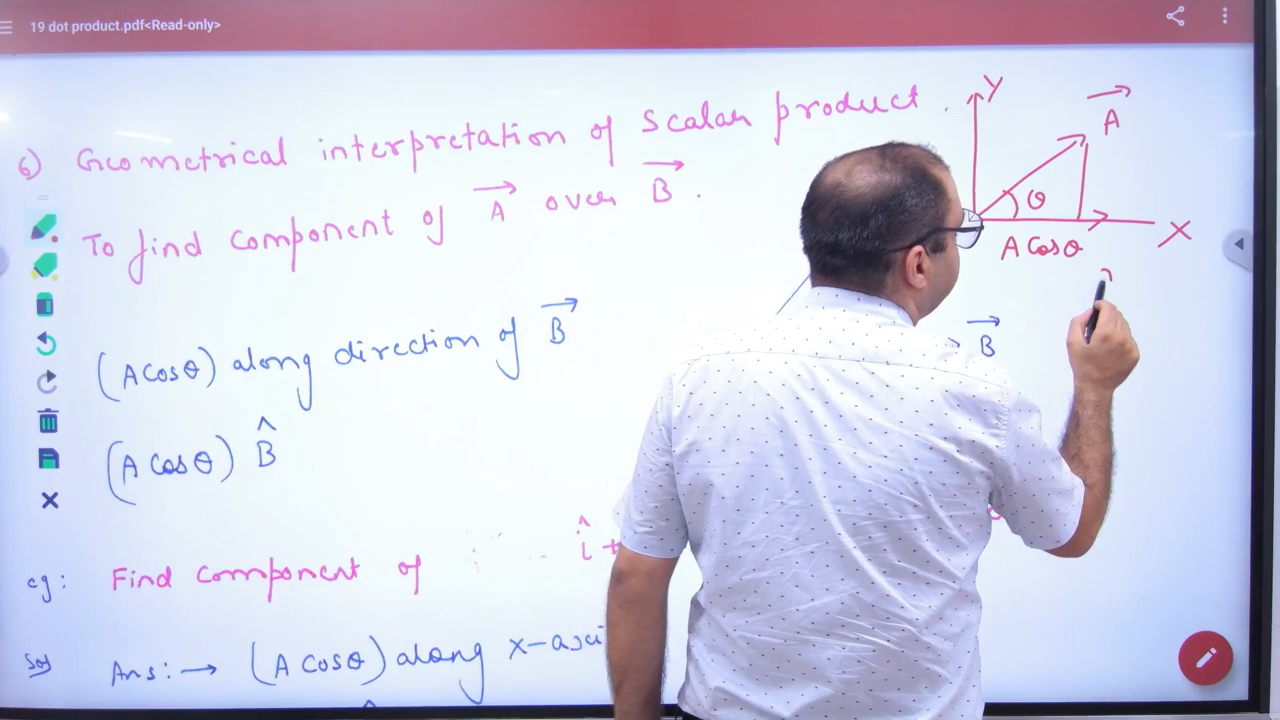 19 dot product.pdf<Read-only>
6) Geometrical interpretation of scalar product.
To find component of A over B.
(A cosθ) along direction of B
(A cosθ) B̂
eg: Find component of î +
Sol Ans: → (A cosθ) along x-axi
Y
A
θ
X
A cosθ
B